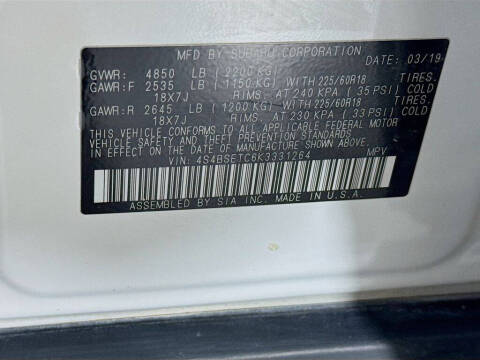 MFD BY SUBARU CORPORATION DATE: 03/19
GVWR: 4850 LB (2200 KG)
GAWR:F 2535 LB (1150 KG) WITH 225/60R18 TIRES,
18X7J RIMS, AT 240 KPA ( 35 PSI) COLD
GAWR:R 2645 LB (1200 KG) WITH 225/60R18 TIRES,
18X7J RIMS, AT 230 KPA ( 33 PSI) COLD
THIS VEHICLE CONFORMS TO ALL APPLICABLE FEDERAL MOTOR
VEHICLE SAFETY AND THEFT PREVENTION STANDARDS
IN EFFECT ON THE DATE OF MANUFACTURE SHOWN ABOVE.
VIN: 4S4BSETC6K3331264 MPV
ASSEMBLED BY SIA INC. MADE IN U.S.A.